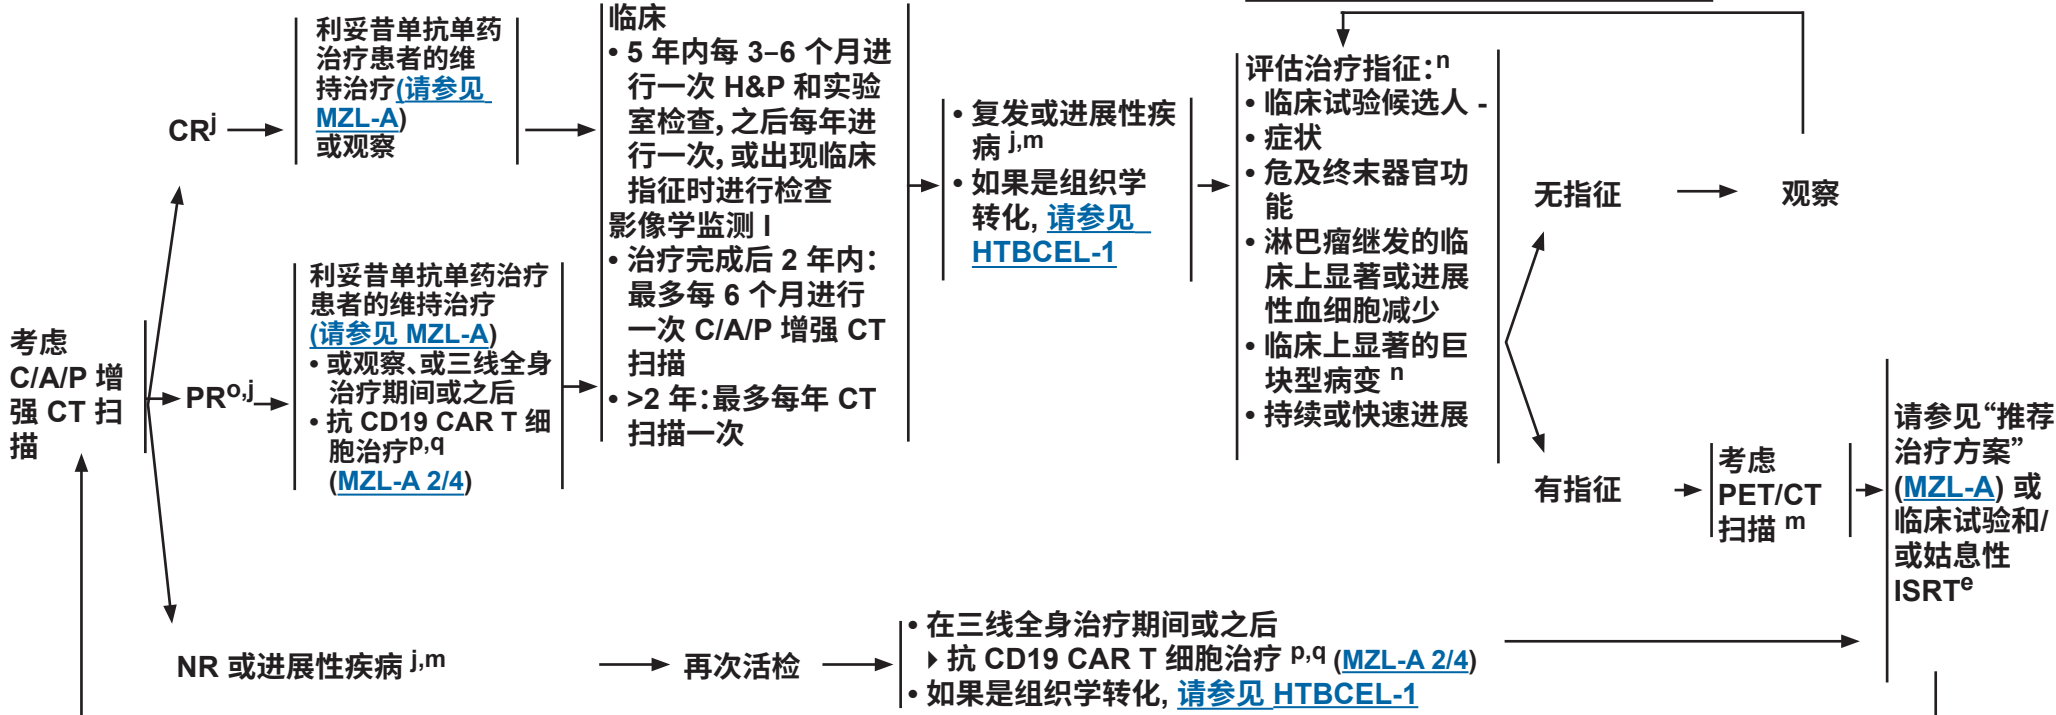 考虑
C/A/P 增
强 CT 扫
描
CRj
利妥昔单抗单药
治疗患者的维
持治疗(请参见
MZL-A)
或观察
PRo,j
利妥昔单抗单药治疗
患者的维持治疗
(请参见 MZL-A)
• 或观察、或三线全身
治疗期间或之后
• 抗 CD19 CAR T 细
胞治疗p,q
(MZL-A 2/4)
NR 或进展性疾病 j,m
再次活检
• 在三线全身治疗期间或之后
▸ 抗 CD19 CAR T 细胞治疗 p,q (MZL-A 2/4)
• 如果是组织学转化, 请参见 HTBCEL-1
临床
• 5 年内每 3–6 个月进
行一次 H&P 和实验
室检查，之后每年进
行一次，或出现临床
指征时进行检查
影像学监测 l
• 治疗完成后 2 年内：
最多每 6 个月进行
一次 C/A/P 增强 CT
扫描
• >2 年：最多每年 CT
扫描一次
• 复发或进展性疾
病 j,m
• 如果是组织学
转化, 请参见
HTBCEL-1
评估治疗指征：n
• 临床试验候选人 -
• 症状
• 危及终末器官功
能
• 淋巴瘤继发的临
床上显著或进展
性血细胞减少
• 临床上显著的巨
块型病变 n
• 持续或快速进展
无指征
观察
有指征
考虑
PET/CT
扫描 m
请参见“推荐
治疗方案”
(MZL-A) 或
临床试验和/
或姑息性
ISRTe